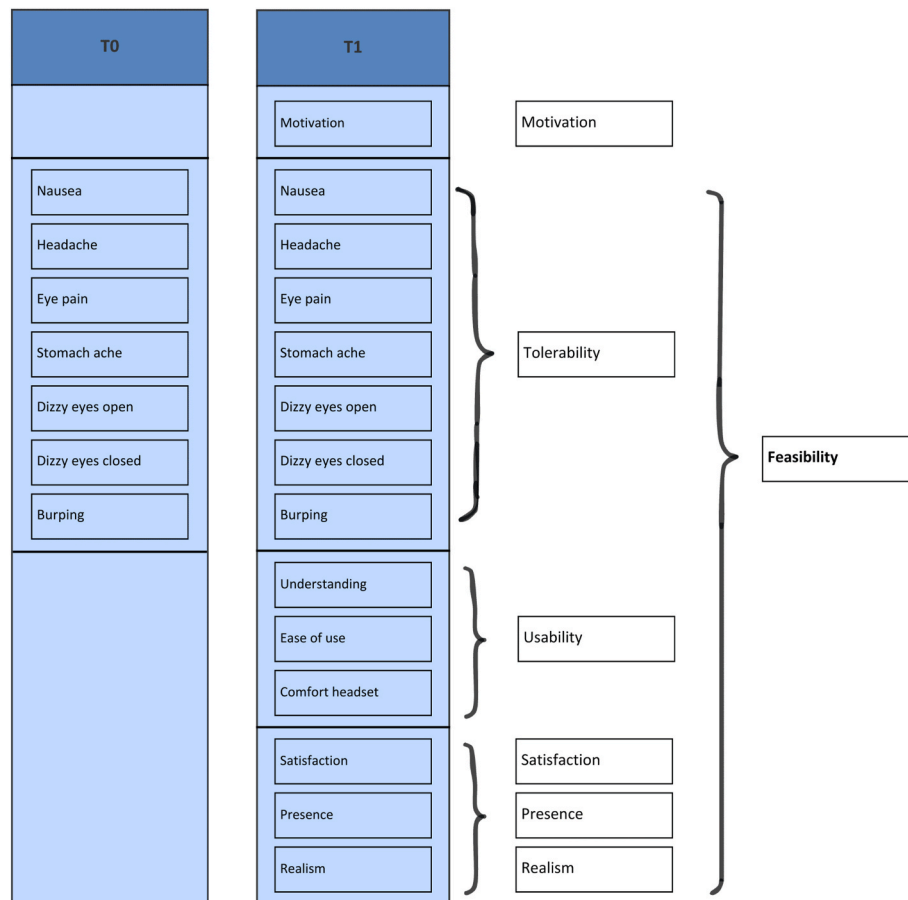 T0
T1
Motivation
Motivation
Nausea
Nausea
Headache
Headache
Eye pain
Eye pain
Stomach ache
Stomach ache
Tolerability
Dizzy eyes open
Dizzy eyes open
Dizzy eyes closed
Dizzy eyes closed
Feasibility
Burping
Burping
Understanding
Ease of use
Usability
Comfort headset
Satisfaction
Satisfaction
Presence
Presence
Realism
Realism